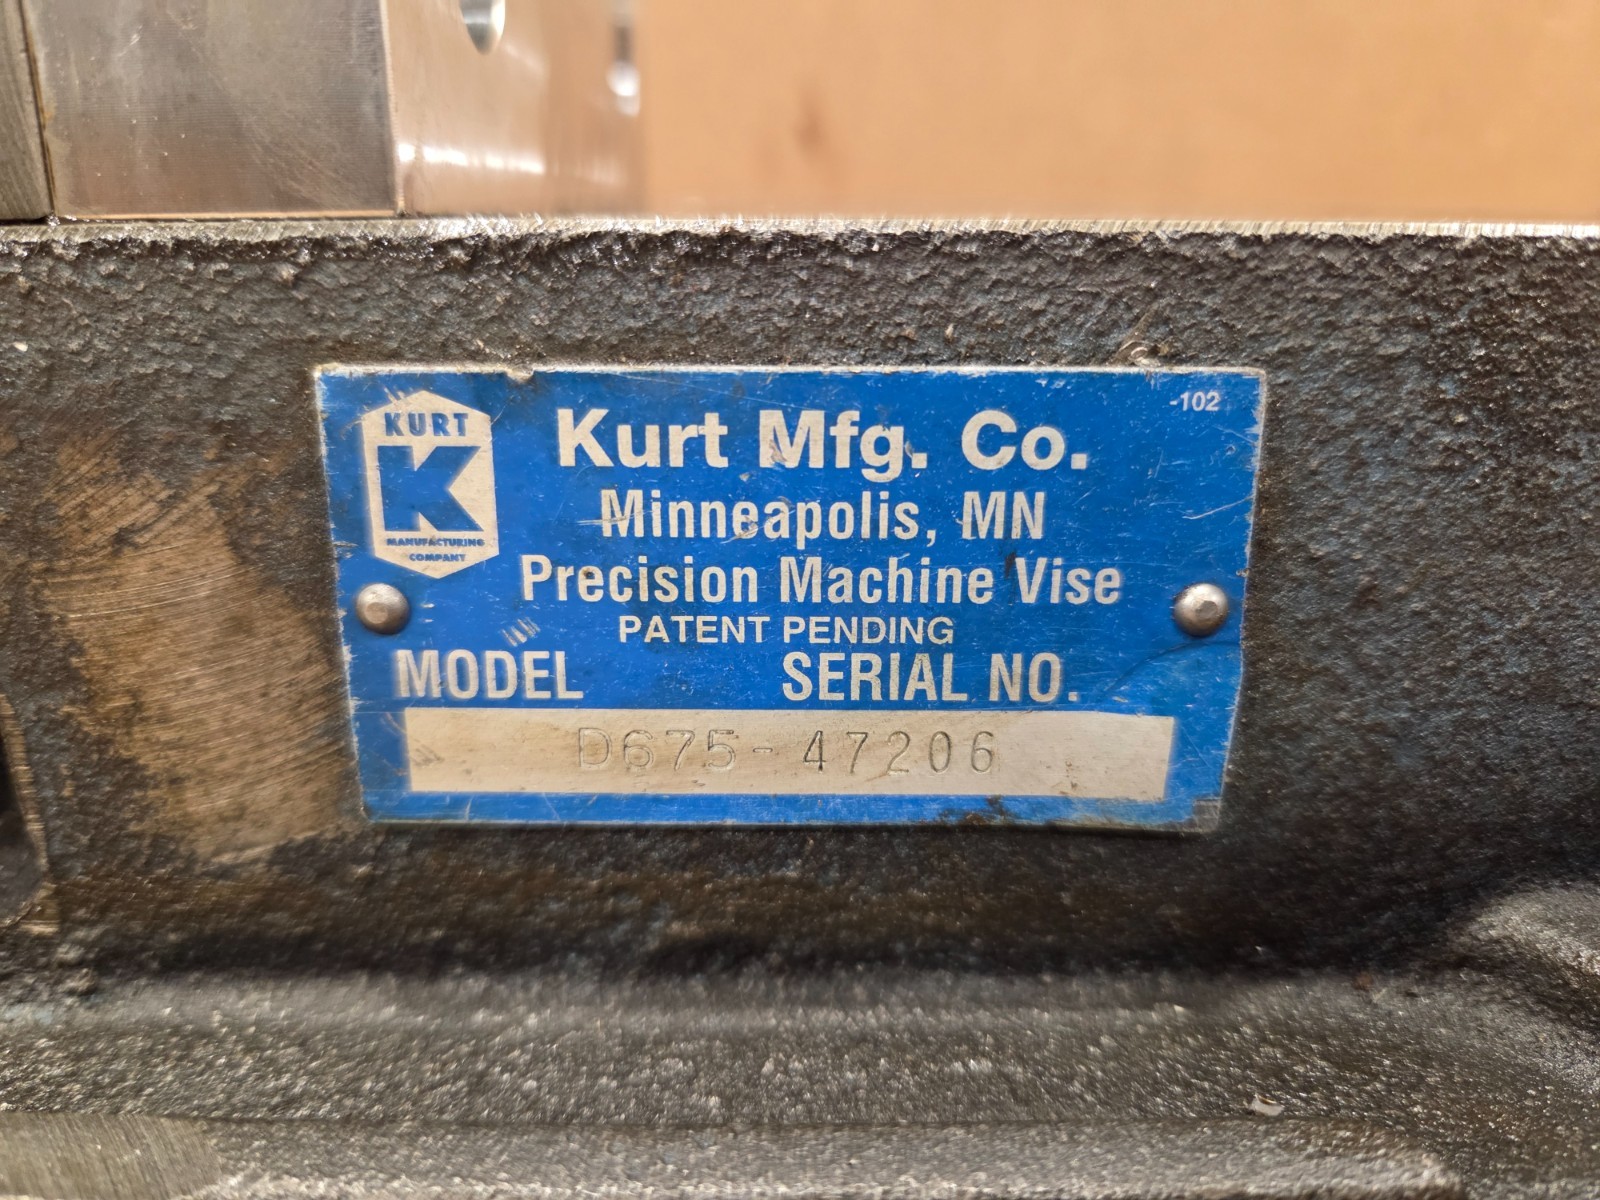 -102
KURT
K
MANUFACTURING
COMPANY
Kurt Mfg. Co.
Minneapolis, MN
Precision Machine Vise
PATENT PENDING
MODEL SERIAL NO.
D675-47206